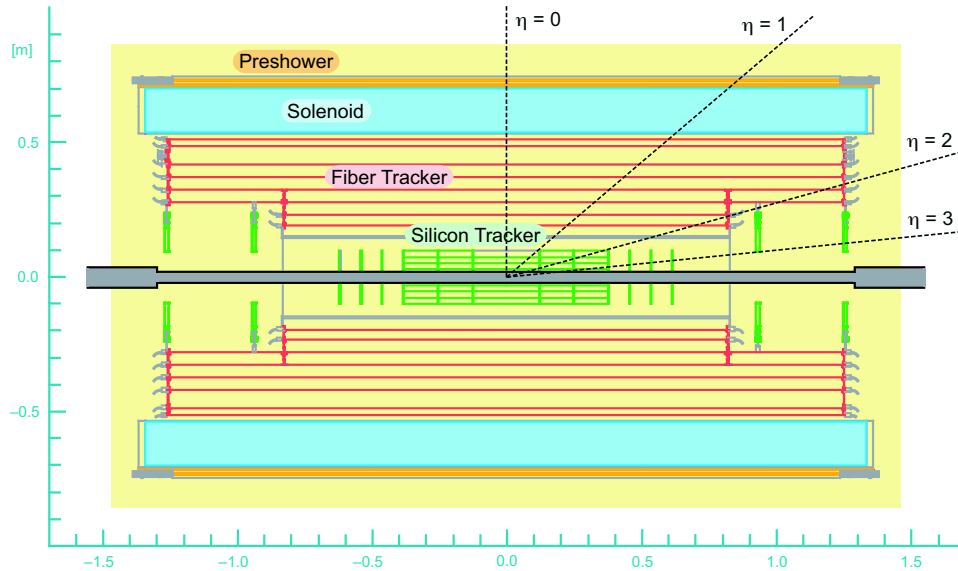 η = 0
η = 1
[m]
Preshower
Solenoid
0.5
η = 2
Fiber Tracker
η = 3
Silicon Tracker
0.0
–0.5
–1.5
–1.0
–0.5
0.0
0.5
1.0
1.5